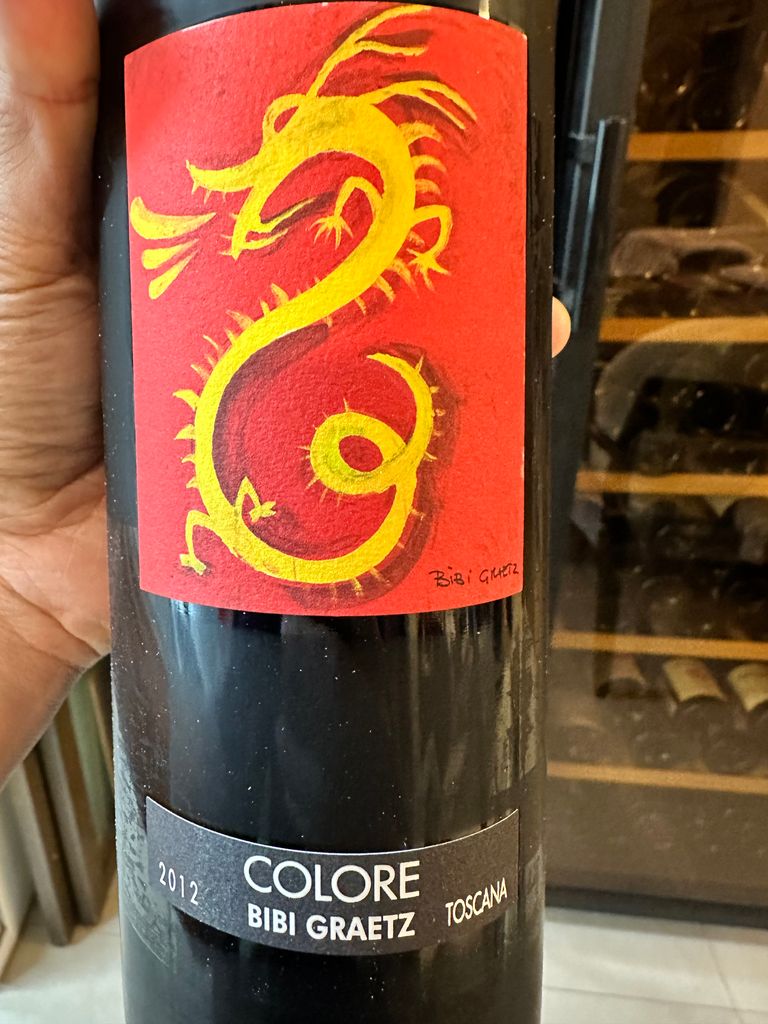 BiBi GRAETZ
2012 COLORE
BIBI GRAETZ TOSCANA